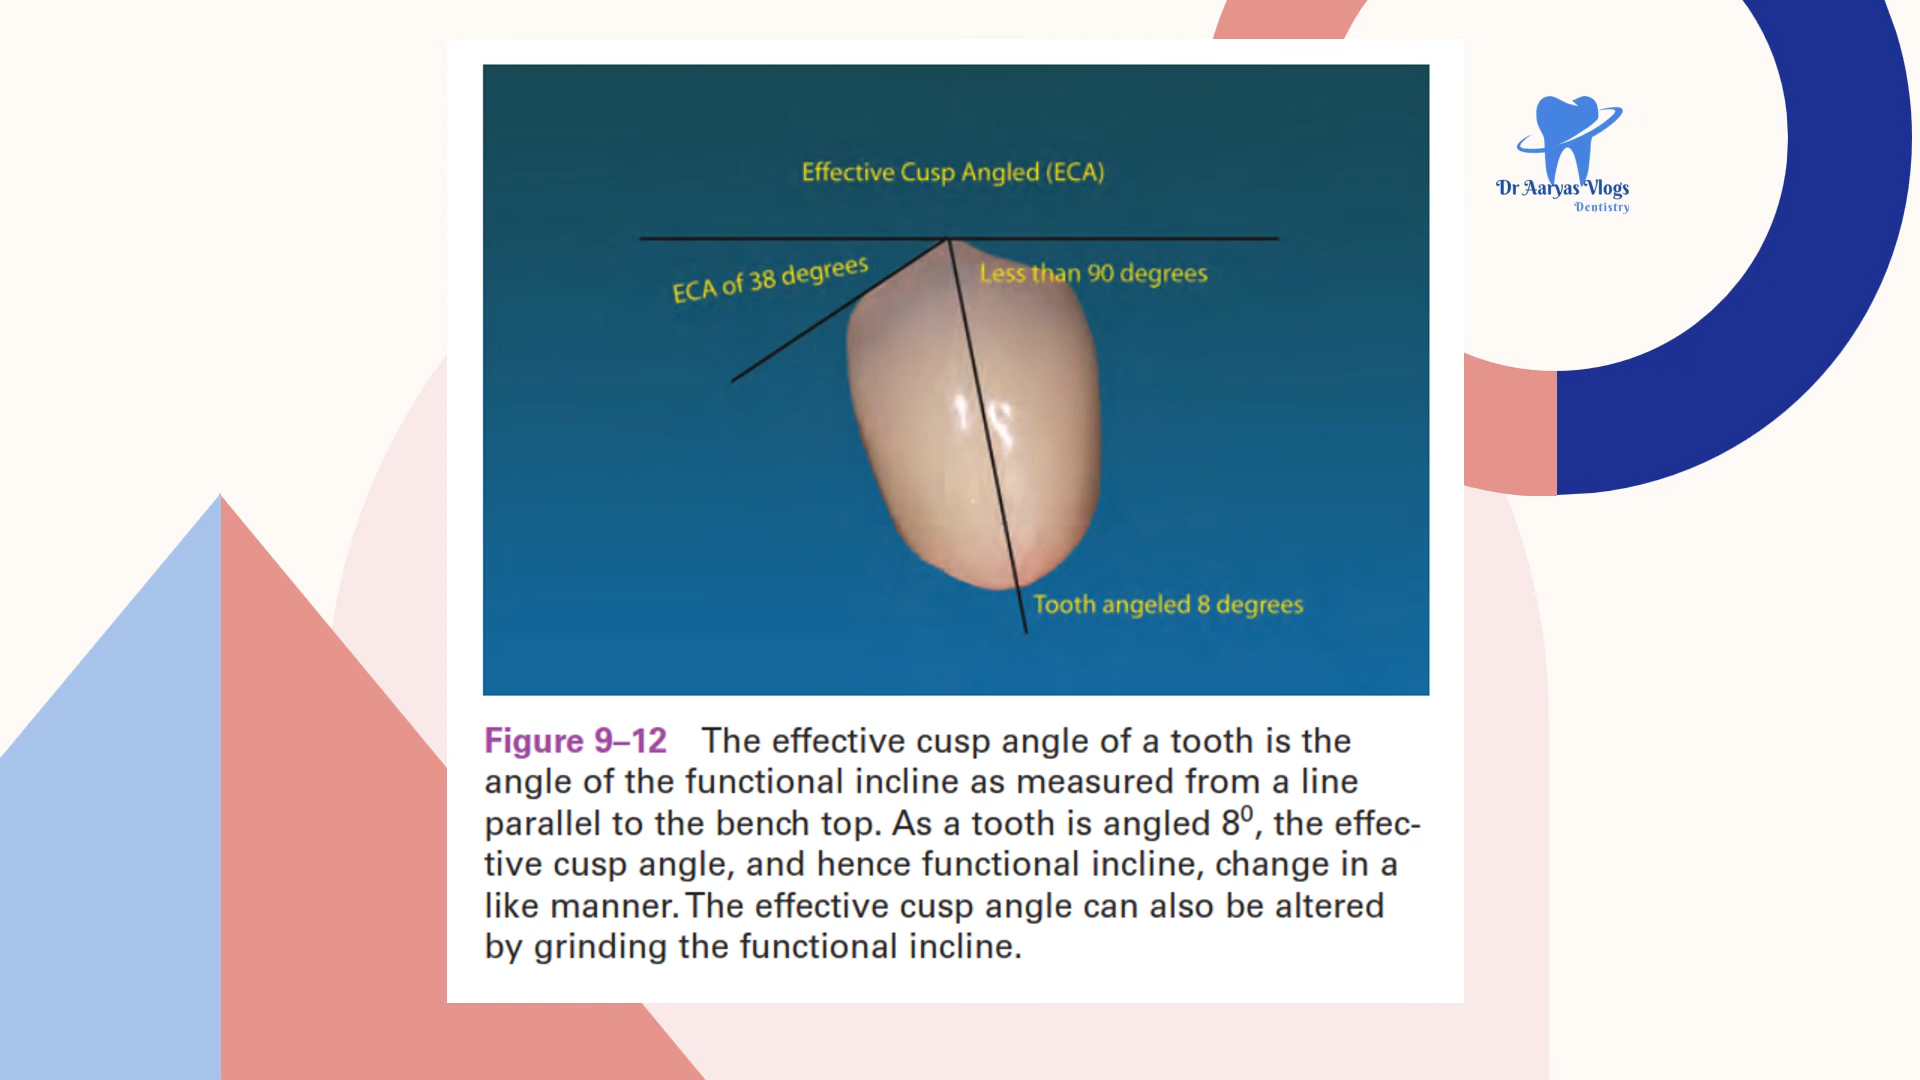 Effective Cusp Angled (ECA)
ECA of 38 degrees
Less than 90 degrees
Tooth angeled 8 degrees
Dr Aaryas Vlogs
Dentistry
Figure 9–12 The effective cusp angle of a tooth is the
angle of the functional incline as measured from a line
parallel to the bench top. As a tooth is angled 8⁰, the effec-
tive cusp angle, and hence functional incline, change in a
like manner. The effective cusp angle can also be altered
by grinding the functional incline.